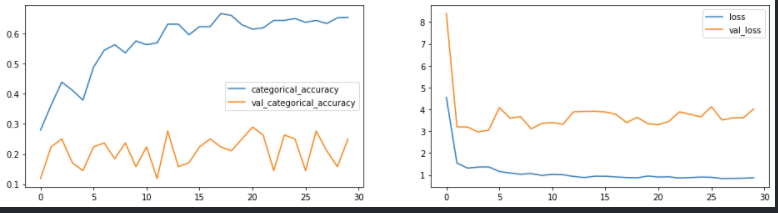 0.6
0.5
0.4
0.3
0.2
0.1
categorical_accuracy
val_categorical_accuracy
0 5 10 15 20 25 30
8
7
6
5
4
3
2
1
loss
val_loss
0 5 10 15 20 25 30